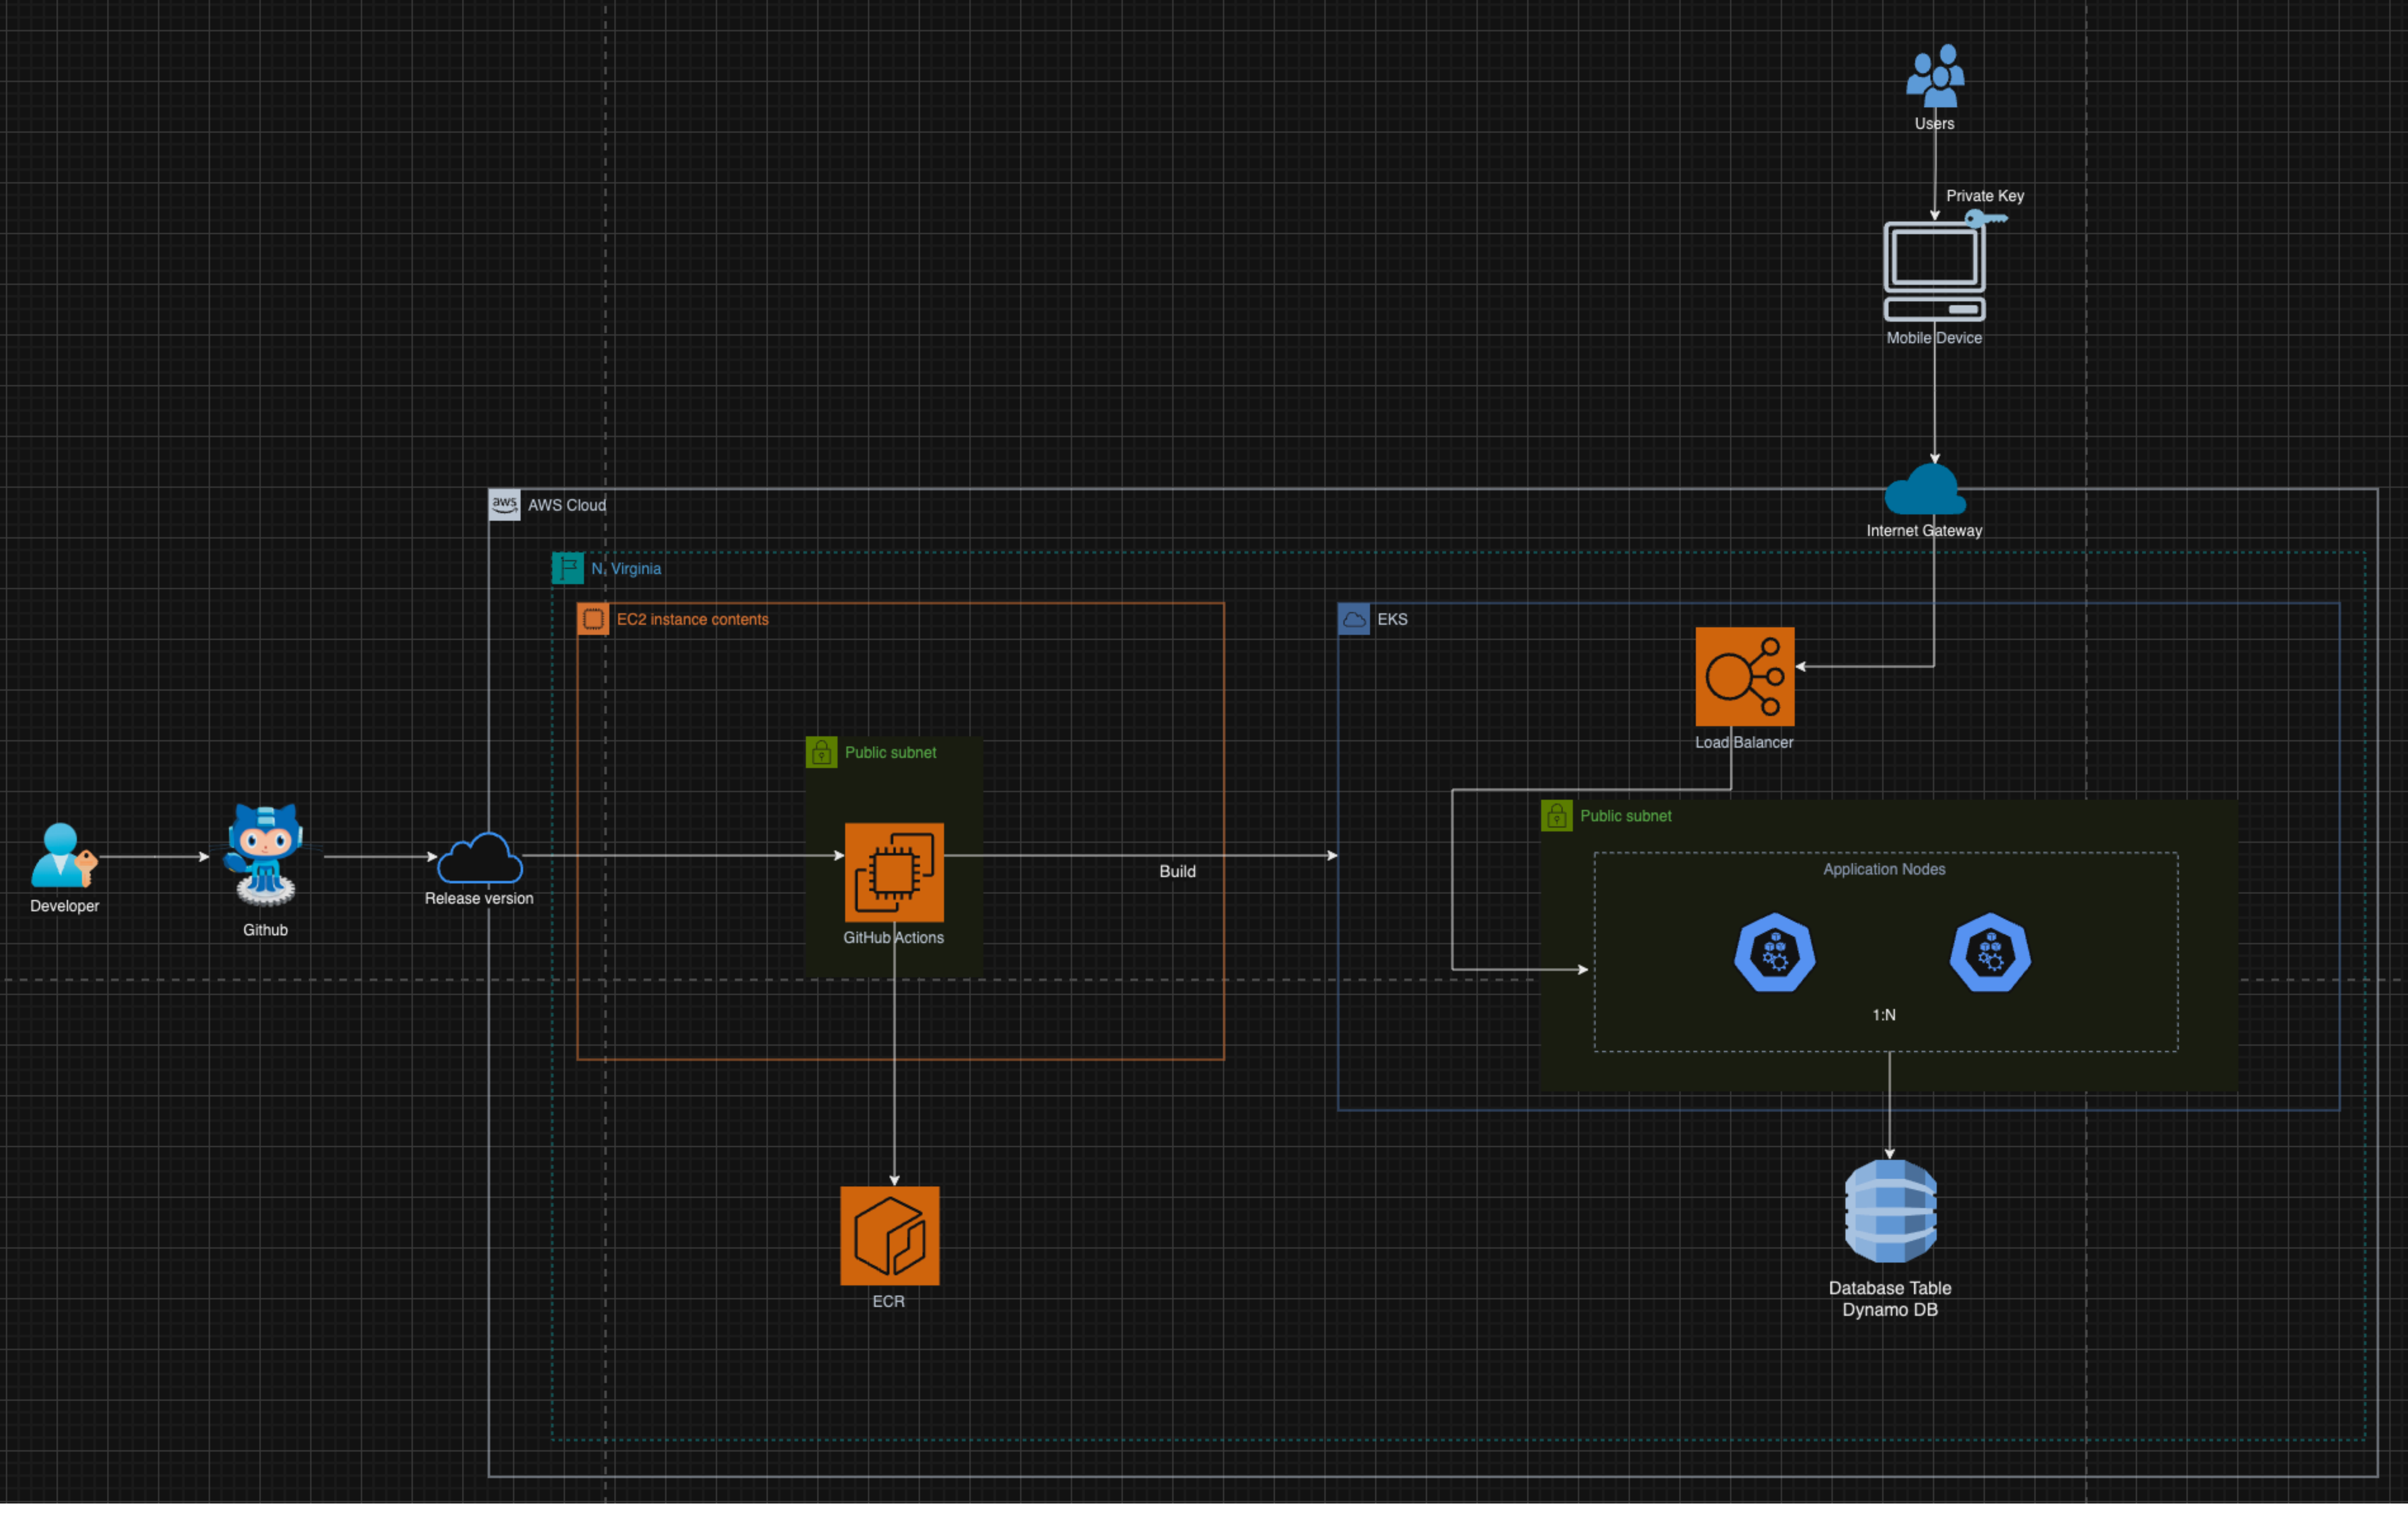 Users
Private Key
Mobile Device
Internet Gateway
aws
AWS Cloud
N. Virginia
EC2 instance contents
EKS
Load Balancer
Public subnet
Public subnet
Application Nodes
Build
Developer
Github
Release version
GitHub Actions
1:N
ECR
Database Table
Dynamo DB